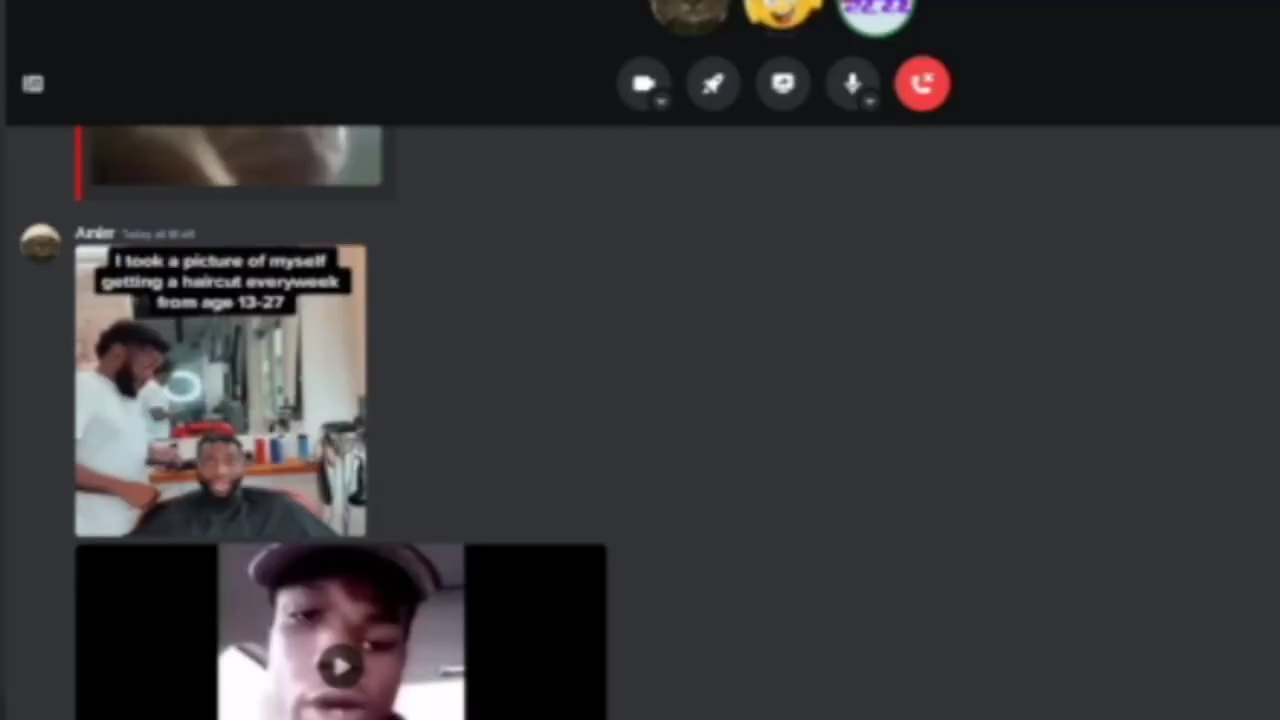 I took a picture of myself
getting a haircut everyweek
from age 13-27